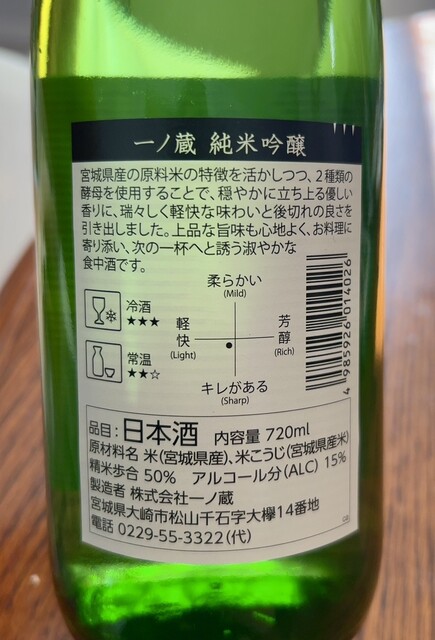 一ノ蔵 純米吟醸
宮城県産の原料米の特徴を活かしつつ、2種類の
酵母を使用することで、穏やかに立ち上る優しい
香りに、瑞々しく軽快な味わいと後切れの良さを
引き出しました。上品な旨味も心地よく、お料理に
寄り添い、次の一杯へと誘う淑やかな
食中酒です。
柔らかい
(Mild)
冷酒
★★★
常温
★★☆
軽快
(Light)
芳醇
(Rich)
キレがある
(Sharp)
4 985926 014026
品目:日本酒 内容量 720ml
原材料名 米(宮城県産)、米こうじ(宮城県産米)
精米歩合 50% アルコール分(ALC) 15%
製造者 株式会社一ノ蔵
宮城県大崎市松山千石字大欅14番地
電話 0229-55-3322(代)